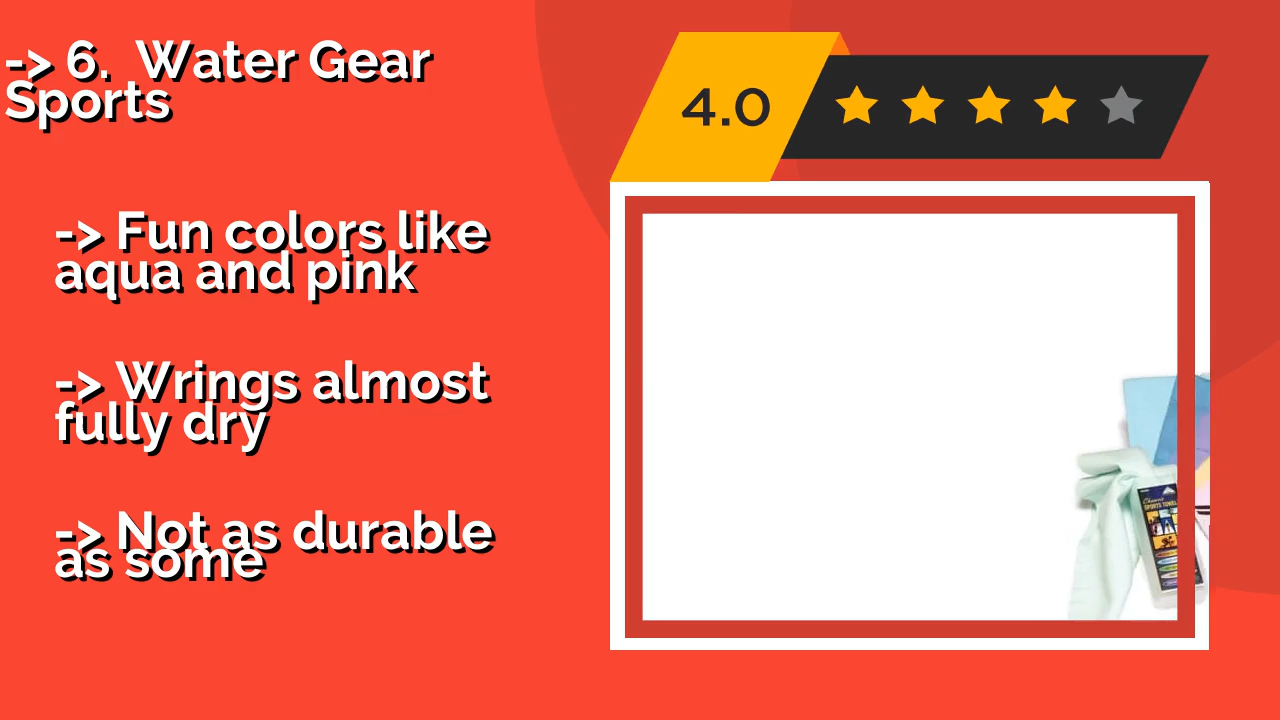 -> 6.  Water Gear
Sports
4.0
-> Fun colors like
aqua and pink
-> Wrings almost
fully dry
-> Not as durable
as some
Chamois
SPORTS TOWEL